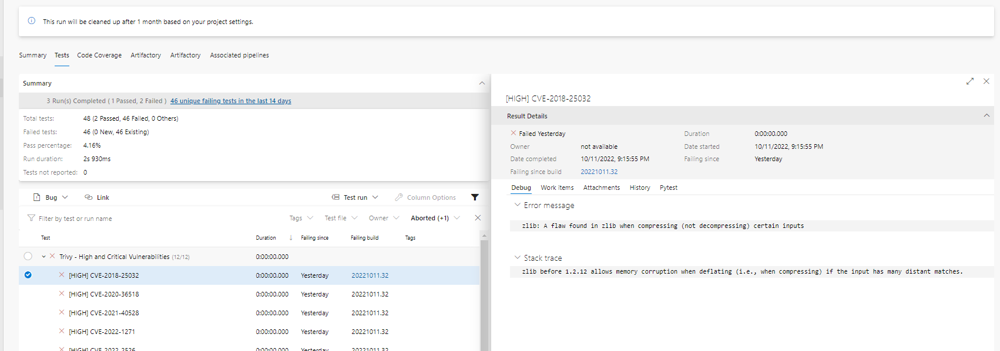 This run will be cleaned up after 1 month based on your project settings.
Summary Tests Code Coverage Artifactory Artifactory Associated pipelines
Summary
3 Run(s) Completed ( 1 Passed, 2 Failed ) 46 unique failing tests in the last 14 days
Total tests: 48 (2 Passed, 46 Failed, 0 Others)
Failed tests: 46 (0 New, 46 Existing)
Pass percentage: 4.16%
Run duration: 2s 930ms
Tests not reported: 0
Bug Link Test run Column Options
Filter by test or run name Tags Test file Owner Aborted (+1)
Test Duration Failing since Failing build Tags
Trivy - High and Critical Vulnerabilities (12/12) 0:00:00.000
[HIGH] CVE-2018-25032 0:00:00.000 Yesterday 20221011.32
[HIGH] CVE-2020-36518 0:00:00.000 Yesterday 20221011.32
[HIGH] CVE-2021-40528 0:00:00.000 Yesterday 20221011.32
[HIGH] CVE-2022-1271 0:00:00.000 Yesterday 20221011.32
[HIGH] CVE-2022-2526 0:00:00.000 Yesterday 20221011.32
[HIGH] CVE-2018-25032
Result Details
Failed Yesterday Duration 0:00:00.000
Owner not available Date started 10/11/2022, 9:15:55 PM
Date completed 10/11/2022, 9:15:55 PM Failing since Yesterday
Failing since build 20221011.32
Debug Work items Attachments History Pytest
Error message
zlib: A flaw found in zlib when compressing (not decompressing) certain inputs
Stack trace
zlib before 1.2.12 allows memory corruption when deflating (i.e., when compressing) if the input has many distant matches.